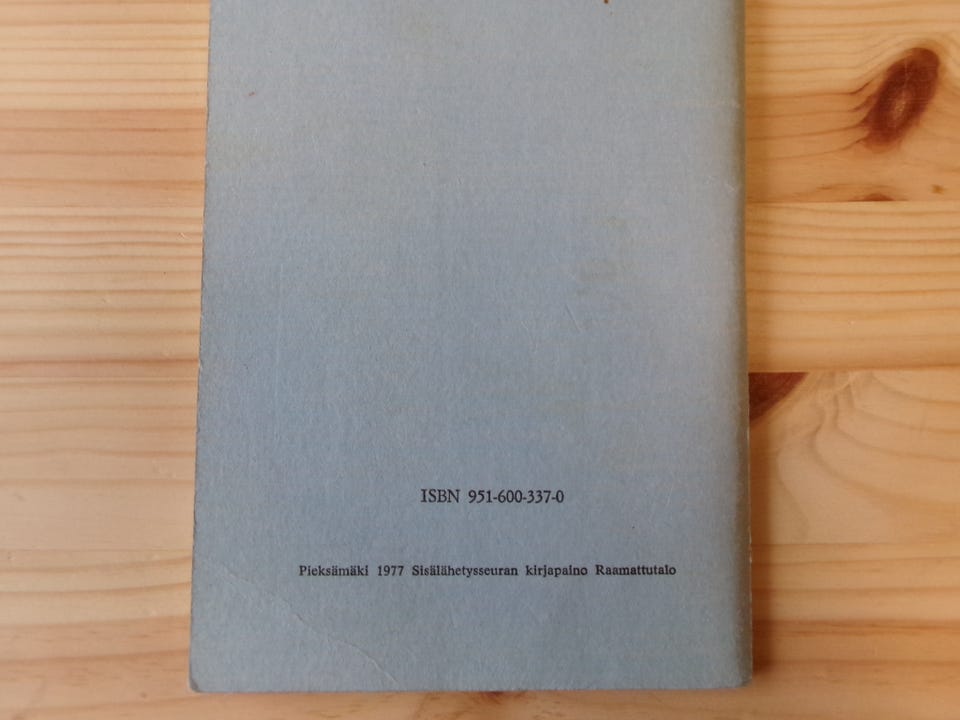 ISBN 951-600-337-0
Pieksämäki 1977 Sisälähetysseuran kirjapaino Raamattutalo